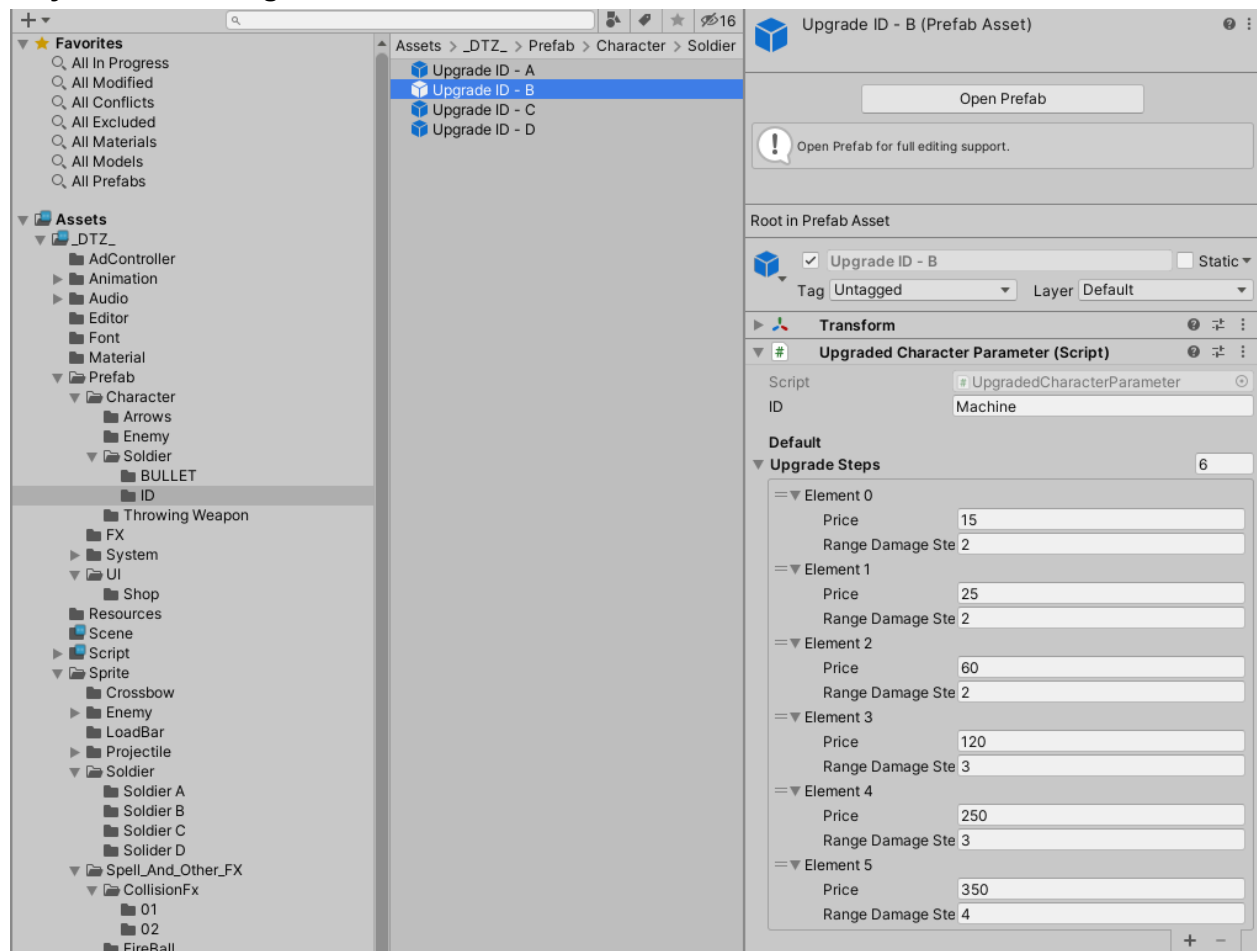 16
Favorites
All In Progress
All Modified
All Conflicts
All Excluded
All Materials
All Models
All Prefabs
Assets
_DTZ_
AdController
Animation
Audio
Editor
Font
Material
Prefab
Character
Arrows
Enemy
Soldier
BULLET
ID
Throwing Weapon
FX
System
UI
Shop
Resources
Scene
Script
Sprite
Crossbow
Enemy
LoadBar
Projectile
Soldier
Soldier A
Soldier B
Soldier C
Solider D
Spell_And_Other_FX
CollisionFx
01
02
FireBall
Assets > _DTZ_ > Prefab > Character > Soldier
Upgrade ID - A
Upgrade ID - B
Upgrade ID - C
Upgrade ID - D
Upgrade ID - B (Prefab Asset)
Open Prefab
Open Prefab for full editing support.
Root in Prefab Asset
Upgrade ID - B Static
Tag Untagged Layer Default
Transform
# Upgraded Character Parameter (Script)
Script # UpgradedCharacterParameter
ID Machine
Default
Upgrade Steps 6
Element 0
Price 15
Range Damage Ste 2
Element 1
Price 25
Range Damage Ste 2
Element 2
Price 60
Range Damage Ste 2
Element 3
Price 120
Range Damage Ste 3
Element 4
Price 250
Range Damage Ste 3
Element 5
Price 350
Range Damage Ste 4
+ -